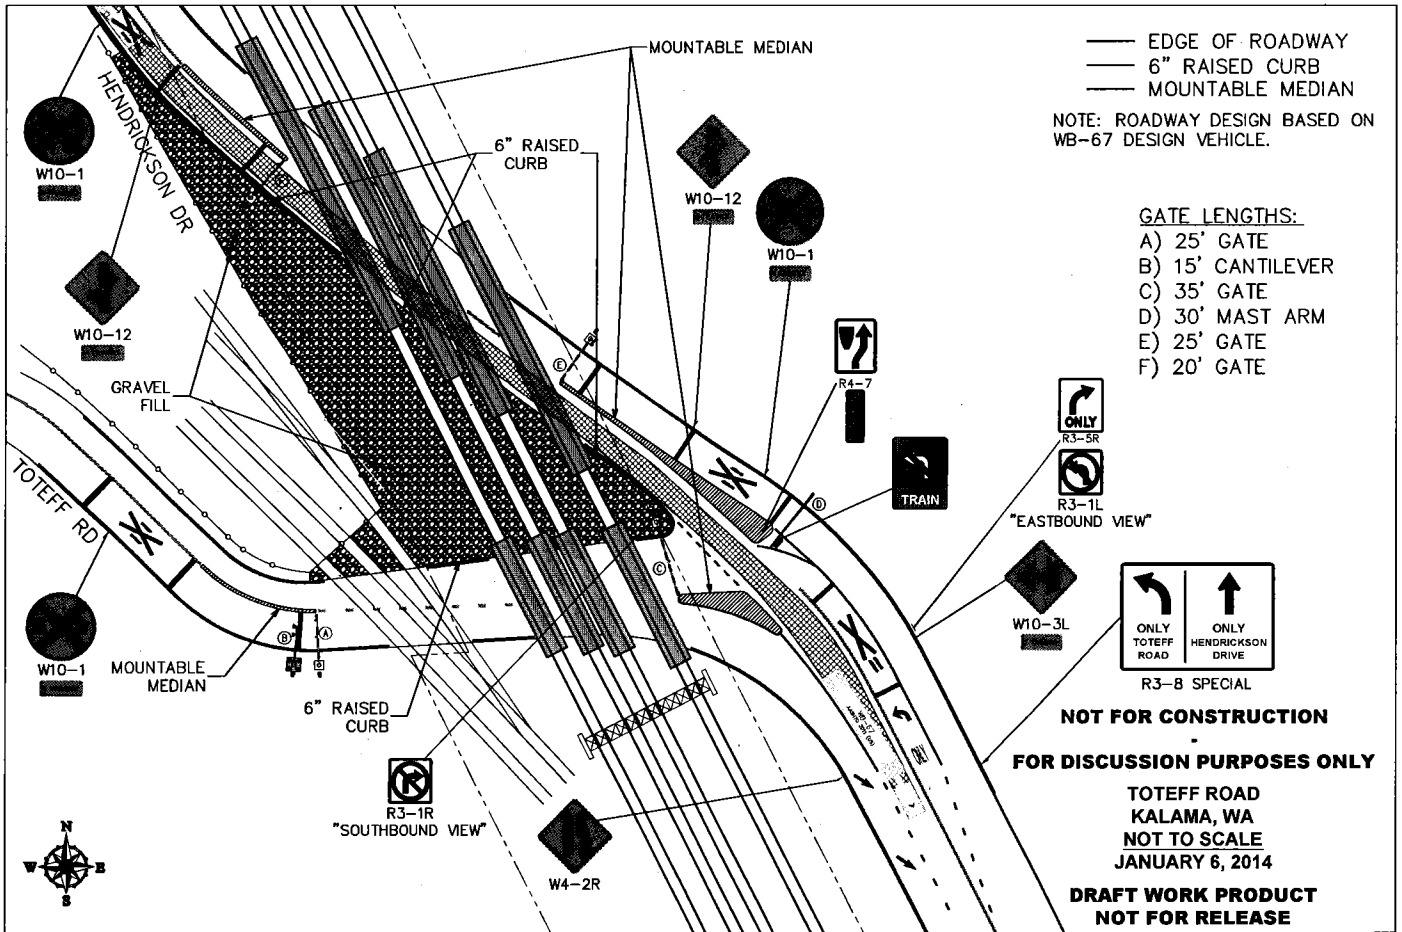 MOUNTABLE MEDIAN
EDGE OF ROADWAY
6" RAISED CURB
MOUNTABLE MEDIAN
NOTE: ROADWAY DESIGN BASED ON
WB-67 DESIGN VEHICLE.
GATE LENGTHS:
A) 25' GATE
B) 15' CANTILEVER
C) 35' GATE
D) 30' MAST ARM
E) 25' GATE
F) 20' GATE
HENDRICKSON DR
W10-1
6" RAISED
CURB
W10-12
W10-1
W10-12
GRAVEL
FILL
R4-7
E
D
TRAIN
ONLY
R3-5R
R3-1L
"EASTBOUND VIEW"
W10-3L
ONLY
TOTEFF
ROAD
ONLY
HENDRICKSON
DRIVE
R3-8 SPECIAL
TOTEFF RD
C
B
A
W10-1
MOUNTABLE
MEDIAN
6" RAISED
CURB
R3-1R
"SOUTHBOUND VIEW"
W4-2R
WB-67
ONLY
NOT FOR CONSTRUCTION
-
FOR DISCUSSION PURPOSES ONLY
TOTEFF ROAD
KALAMA, WA
NOT TO SCALE
JANUARY 6, 2014
DRAFT WORK PRODUCT
NOT FOR RELEASE
N
W
E
S